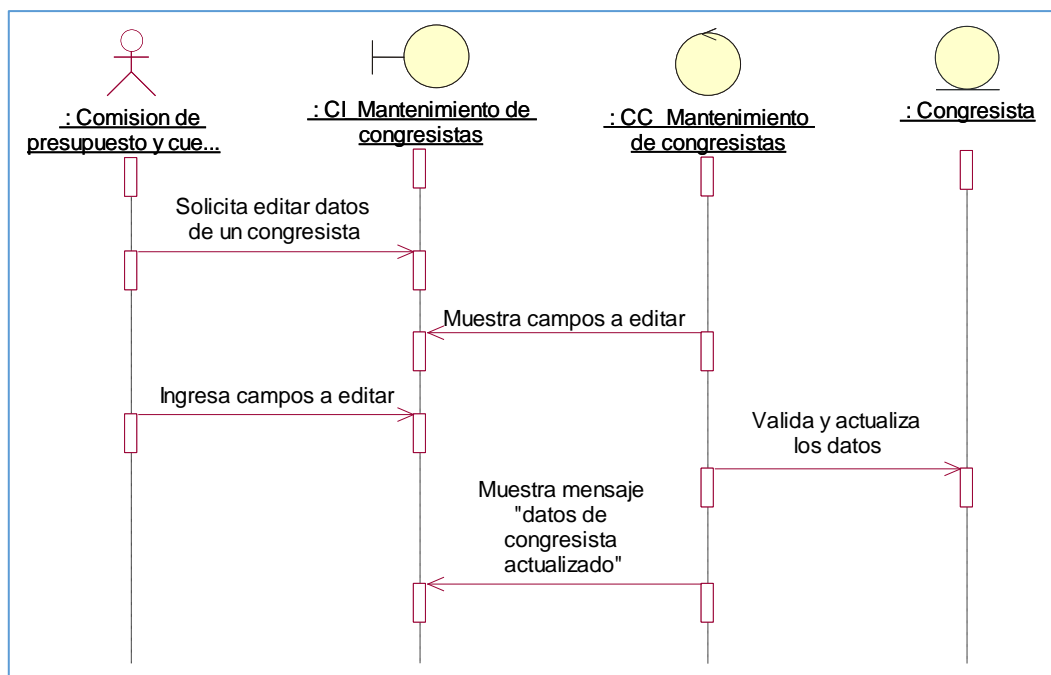 : Comision de
presupuesto y cue...
: CI_Mantenimiento de
congresistas
: CC_Mantenimiento
de congresistas
: Congresista
Solicita editar datos
de un congresista
Muestra campos a editar
Ingresa campos a editar
Valida y actualiza
los datos
Muestra mensaje
"datos de
congresista
actualizado"